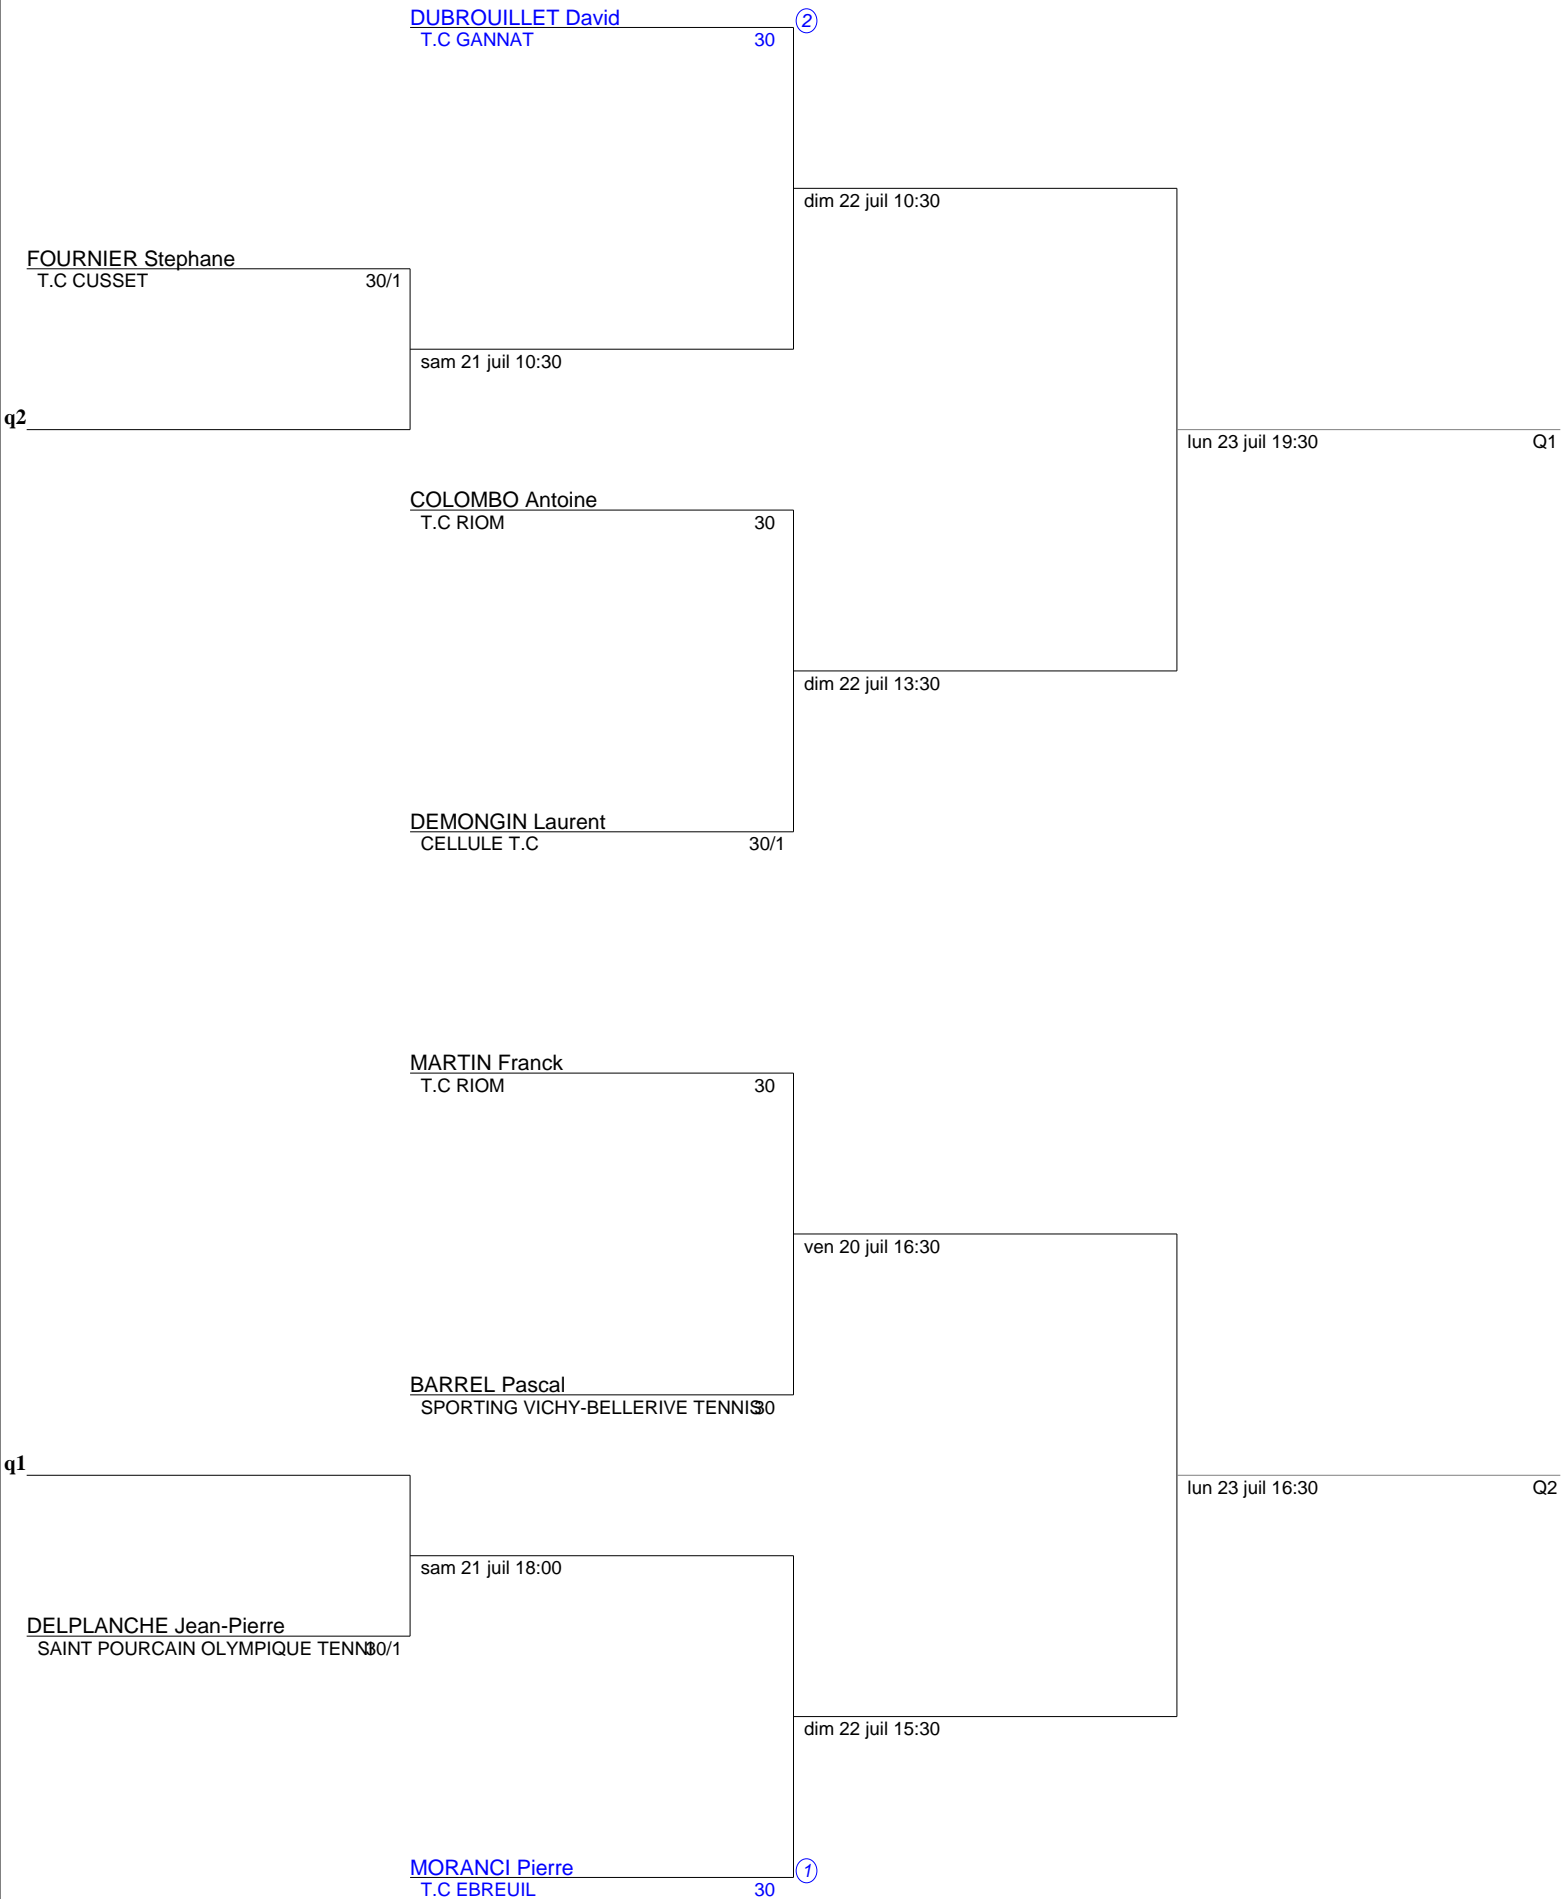 DUBROUILLET David 2
T.C GANNAT 30
dim 22 juil 10:30
FOURNIER Stephane
T.C CUSSET 30/1
sam 21 juil 10:30
q2
lun 23 juil 19:30 Q1
COLOMBO Antoine
T.C RIOM 30
dim 22 juil 13:30
DEMONGIN Laurent
CELLULE T.C 30/1
MARTIN Franck
T.C RIOM 30
ven 20 juil 16:30
BARREL Pascal
SPORTING VICHY-BELLERIVE TENNIS 30
q1
lun 23 juil 16:30 Q2
sam 21 juil 18:00
DELPLANCHE Jean-Pierre
SAINT POURCAIN OLYMPIQUE TENNI 30/1
dim 22 juil 15:30
MORANCI Pierre 1
T.C EBREUIL 30